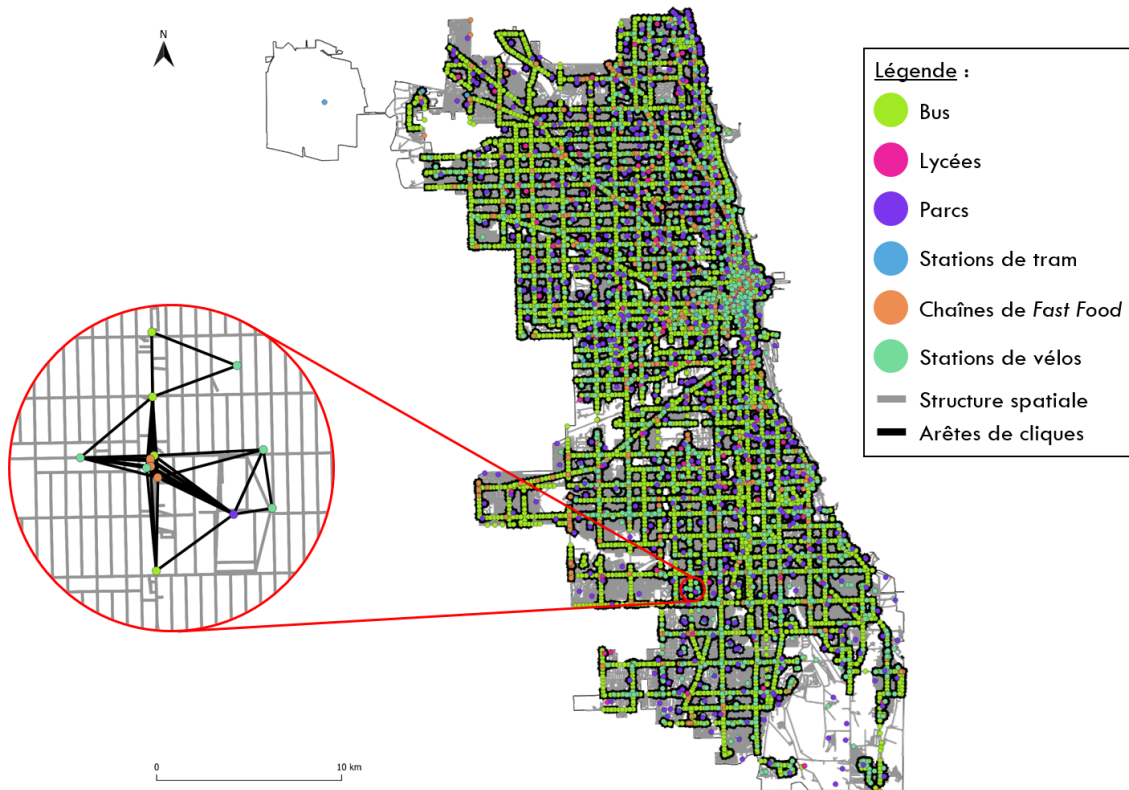 N
Légende :
Bus
Lycées
Parcs
Stations de tram
Chaînes de Fast Food
Stations de vélos
Structure spatiale
Arêtes de cliques
0 10 km